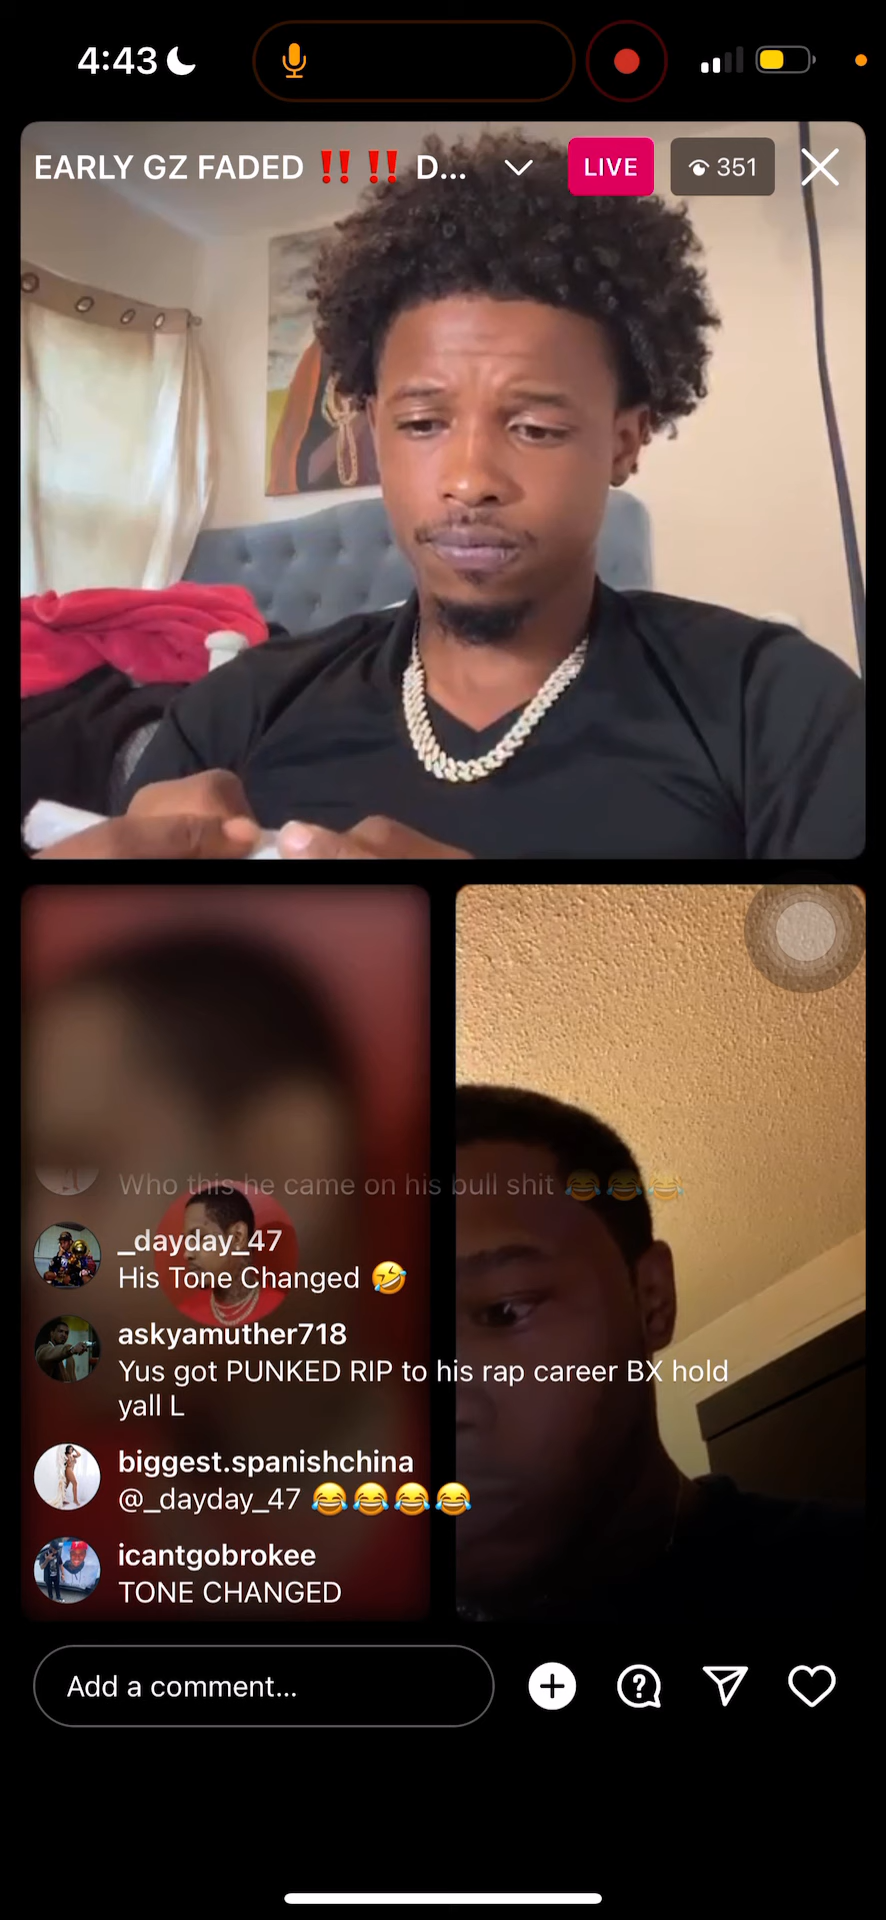 4:43
EARLY GZ FADED ‼️ ‼️ D...
LIVE
351
Who this he came on his bull shit 😂😂😂
_dayday_47
His Tone Changed 🤣
askyamuther718
Yus got PUNKED RIP to his rap career BX hold
yall L
biggest.spanishchina
@_dayday_47 😂😂😂😂
icantgobrokee
TONE CHANGED
Add a comment...